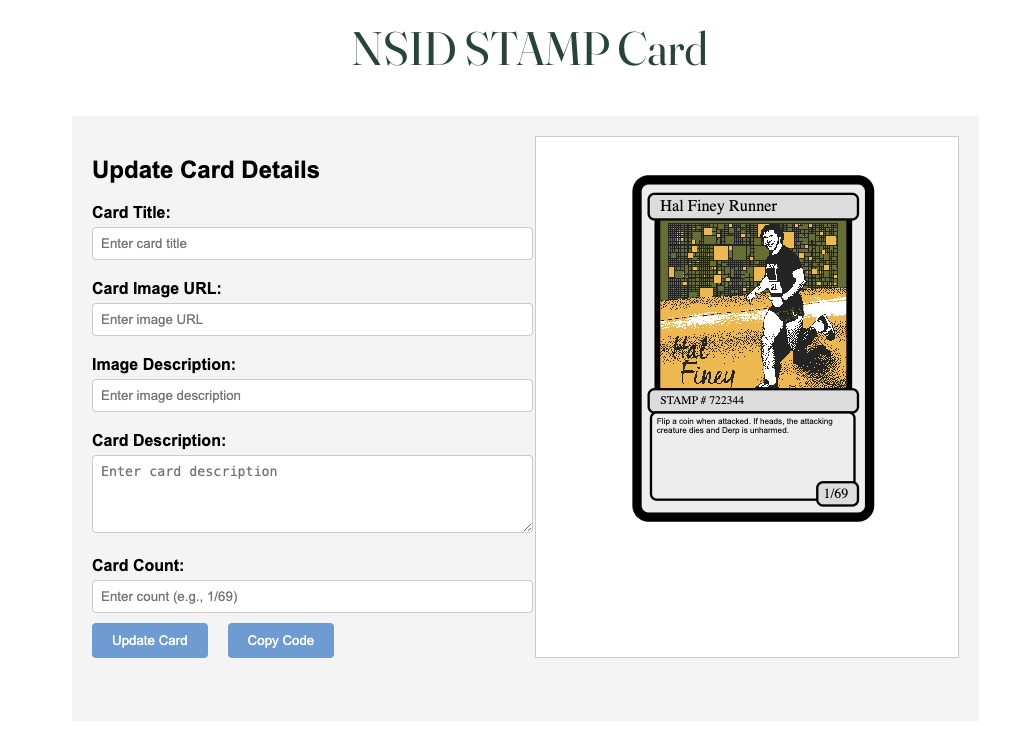 NSID STAMP Card
Update Card Details
Card Title:
Enter card title
Card Image URL:
Enter image URL
Image Description:
Enter image description
Card Description:
Enter card description
Card Count:
Enter count (e.g., 1/69)
Update Card
Copy Code
Hal Finey Runner
21
Hal
Finey
STAMP # 722344
Flip a coin when attacked. If heads, the attacking
creature dies and Derp is unharmed.
1/69